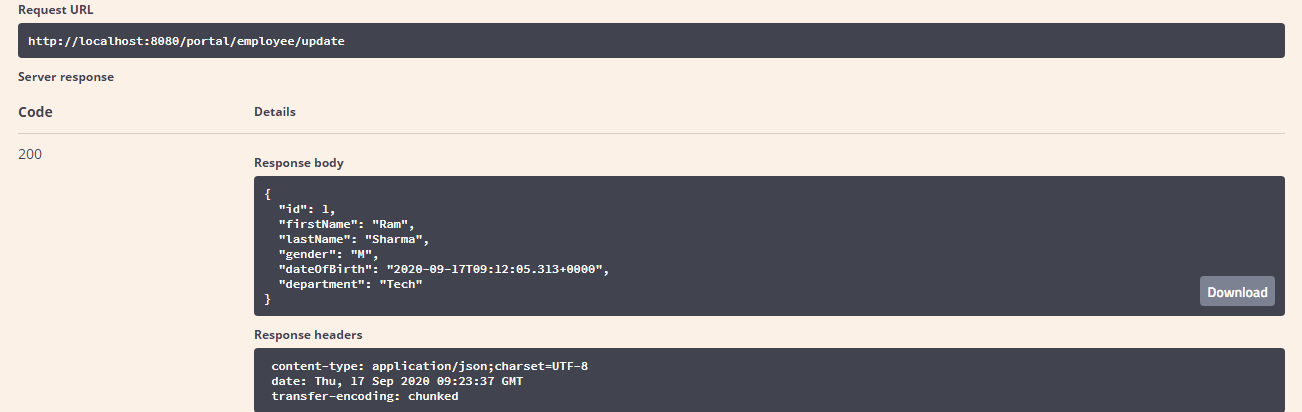 Request URL
http://localhost:8080/portal/employee/update
Server response
Code Details
200
Response body
{
  "id": 1,
  "firstName": "Ram",
  "lastName": "Sharma",
  "gender": "M",
  "dateOfBirth": "2020-09-17T09:12:05.313+0000",
  "department": "Tech"
}
Download
Response headers
content-type: application/json;charset=UTF-8
date: Thu, 17 Sep 2020 09:23:37 GMT
transfer-encoding: chunked